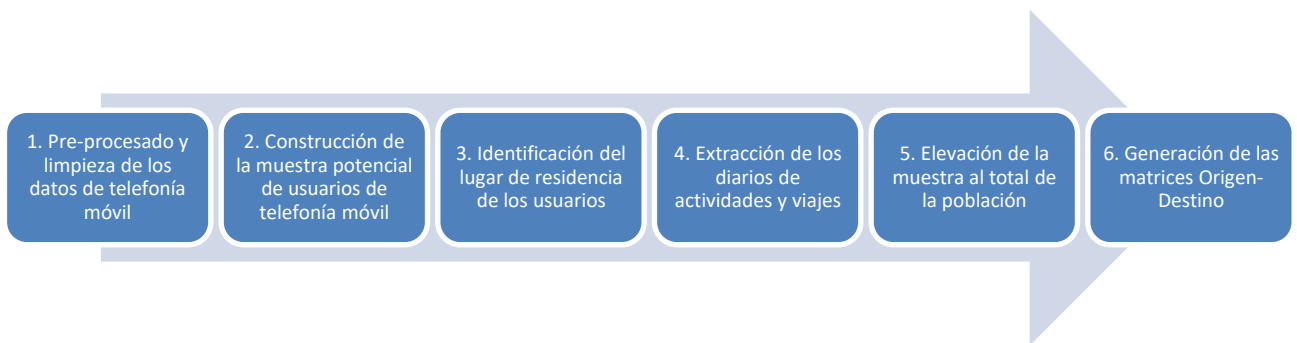 1. Pre-procesado y
limpieza de los
datos de telefonía
móvil
2. Construcción de
la muestra potencial
de usuarios de
telefonía móvil
3. Identificación del
lugar de residencia
de los usuarios
4. Extracción de los
diarios de
actividades y viajes
5. Elevación de la
muestra al total de
la población
6. Generación de las
matrices Origen-
Destino